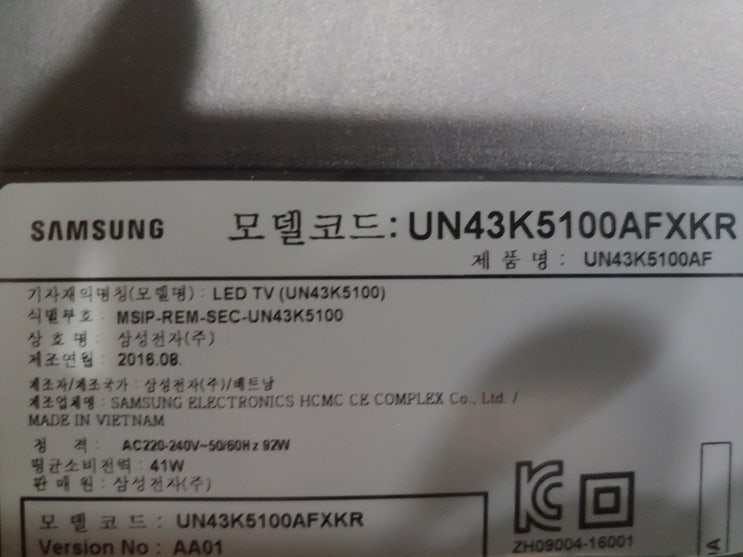 SAMSUNG 모델코드: UN43K5100AFXKR
제 품 명 : UN43K5100AF
기자재의명칭(모델명) : LED TV (UN43K5100)
식별부호 : MSIP-REM-SEC-UN43K5100
상 호 명 : 삼성전자(주)
제조연월 : 2016.08.
제조자/제조국가 : 삼성전자(주)/베트남
제조업체명 : SAMSUNG ELECTRONICS HCMC CE COMPLEX Co., Ltd. /
MADE IN VIETNAM
정 격 : AC220-240V~50/60Hz 92W
평균소비전력 : 41W
판 매 원 : 삼성전자(주)
모 델 코 드 : UN43K5100AFXKR
Version No : AA01
ZH09004-16001